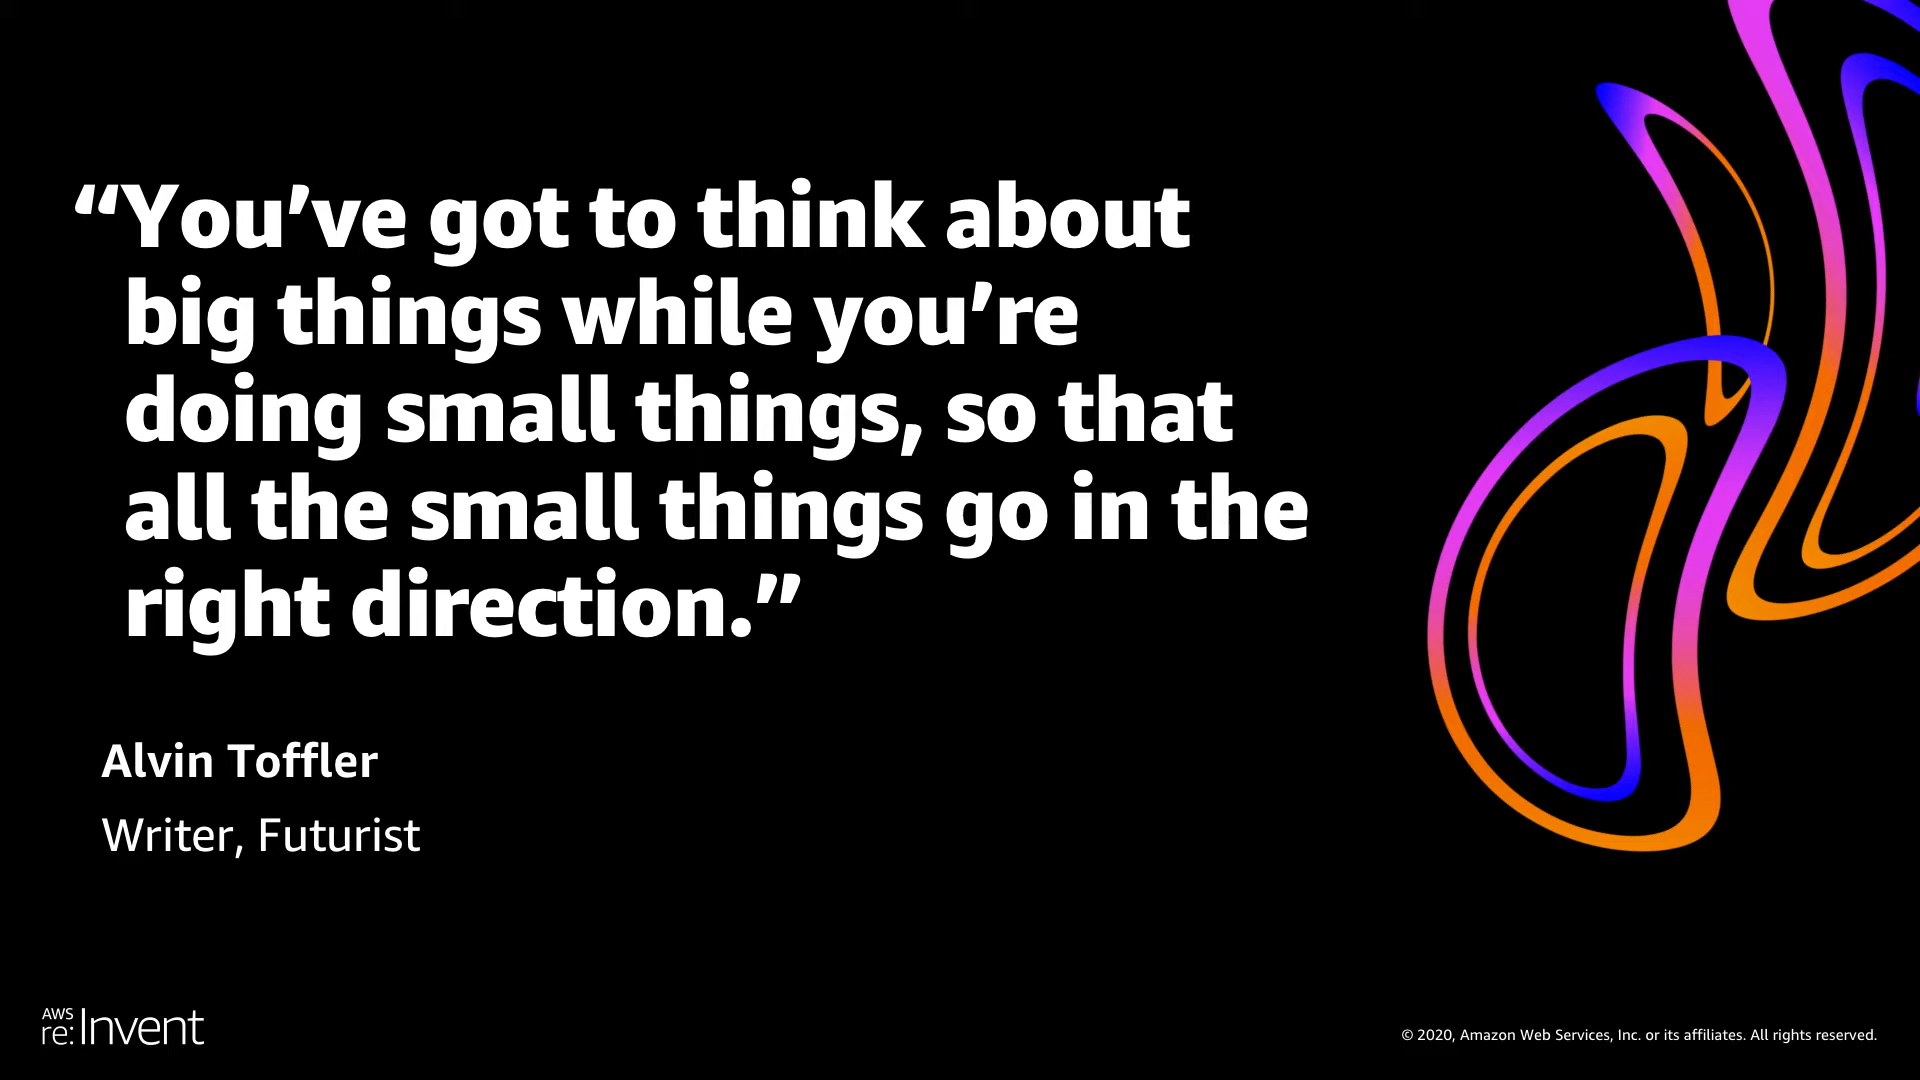 “You’ve got to think about
big things while you’re
doing small things, so that
all the small things go in the
right direction.”
Alvin Toffler
Writer, Futurist
AWS
re:Invent
© 2020, Amazon Web Services, Inc. or its affiliates. All rights reserved.